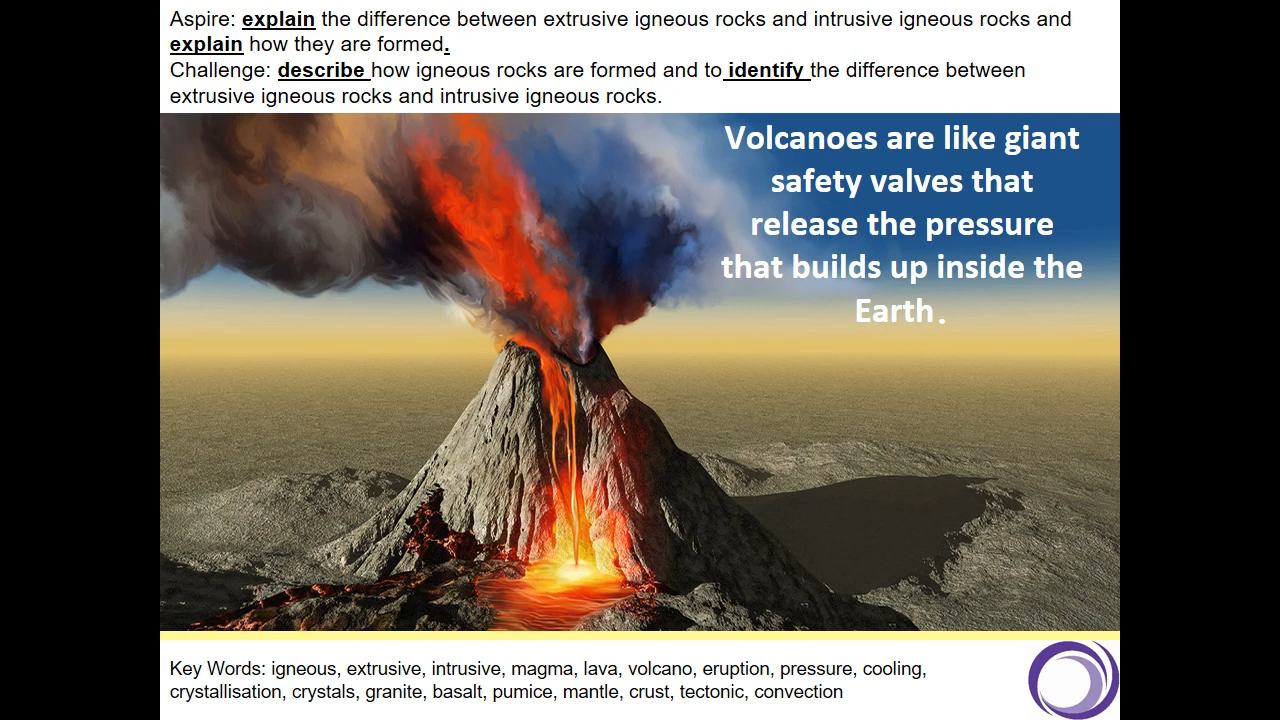 Aspire: explain the difference between extrusive igneous rocks and intrusive igneous rocks and
explain how they are formed.
Challenge: describe how igneous rocks are formed and to identify the difference between
extrusive igneous rocks and intrusive igneous rocks.
Volcanoes are like giant
safety valves that
release the pressure
that builds up inside the
Earth.
Key Words: igneous, extrusive, intrusive, magma, lava, volcano, eruption, pressure, cooling,
crystallisation, crystals, granite, basalt, pumice, mantle, crust, tectonic, convection